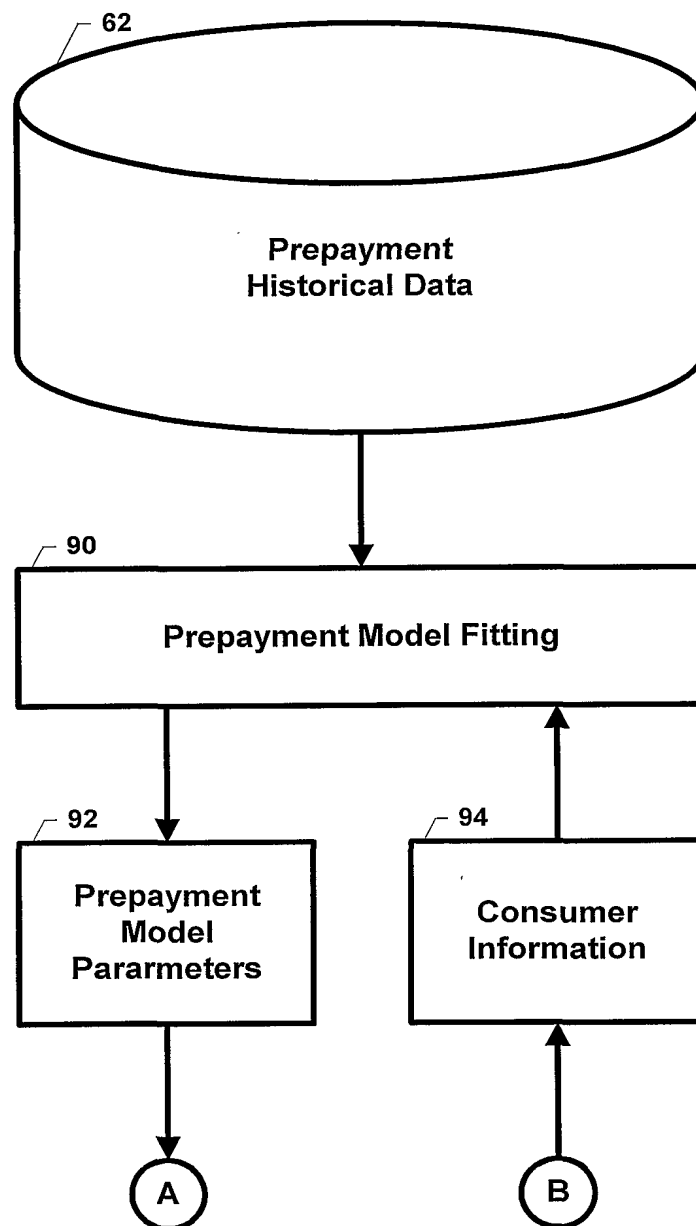 62
Prepayment
Historical Data
90
Prepayment Model Fitting
92
Prepayment
Model
Pararmeters
94
Consumer
Information
A
B